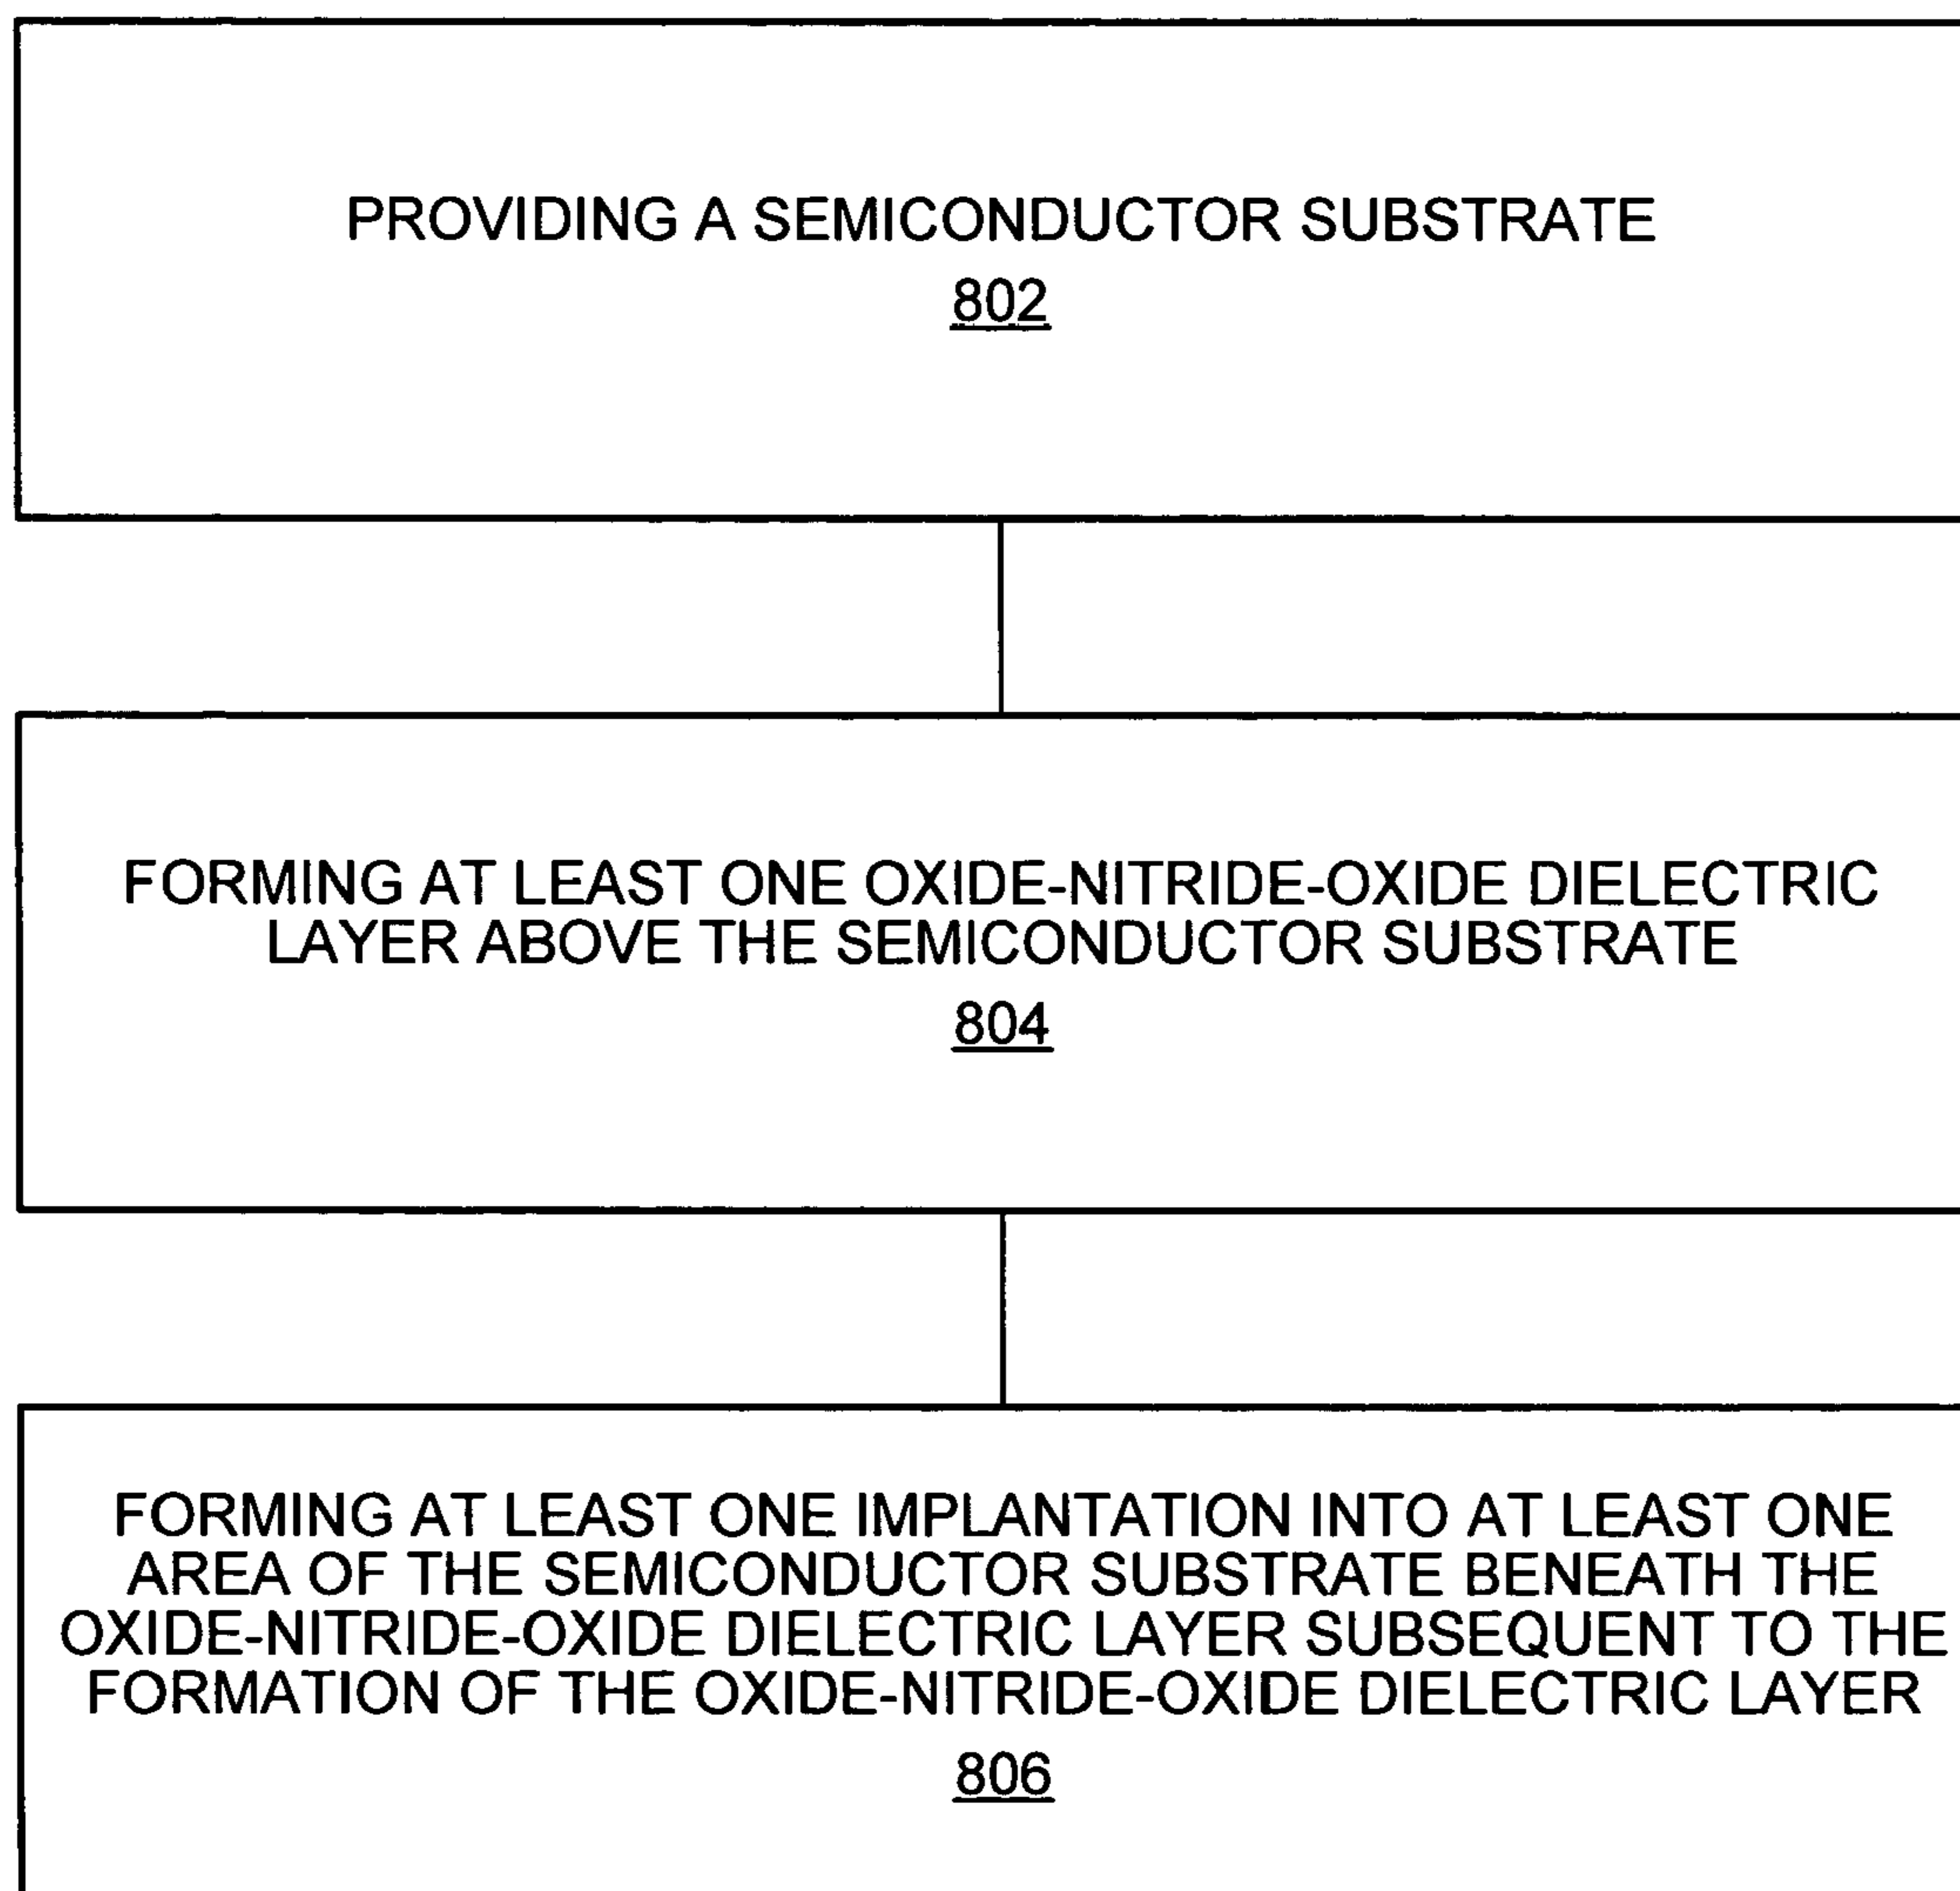 PROVIDING A SEMICONDUCTOR SUBSTRATE
802
FORMING AT LEAST ONE OXIDE-NITRIDE-OXIDE DIELECTRIC
LAYER ABOVE THE SEMICONDUCTOR SUBSTRATE
804
FORMING AT LEAST ONE IMPLANTATION INTO AT LEAST ONE
AREA OF THE SEMICONDUCTOR SUBSTRATE BENEATH THE
OXIDE-NITRIDE-OXIDE DIELECTRIC LAYER SUBSEQUENT TO THE
FORMATION OF THE OXIDE-NITRIDE-OXIDE DIELECTRIC LAYER
806